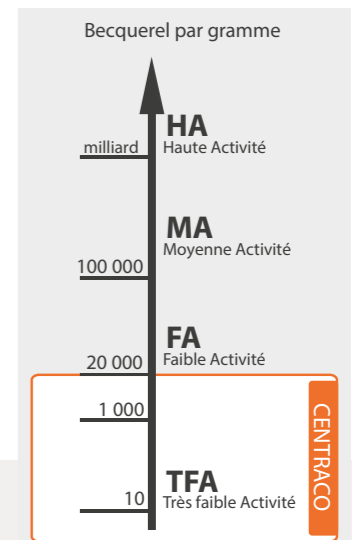 Becquerel par gramme
HA
milliard
Haute Activité
MA
Moyenne Activité
100 000
FA
20 000
Faible Activité
1 000
CENTRACO
TFA
10
Très faible Activité